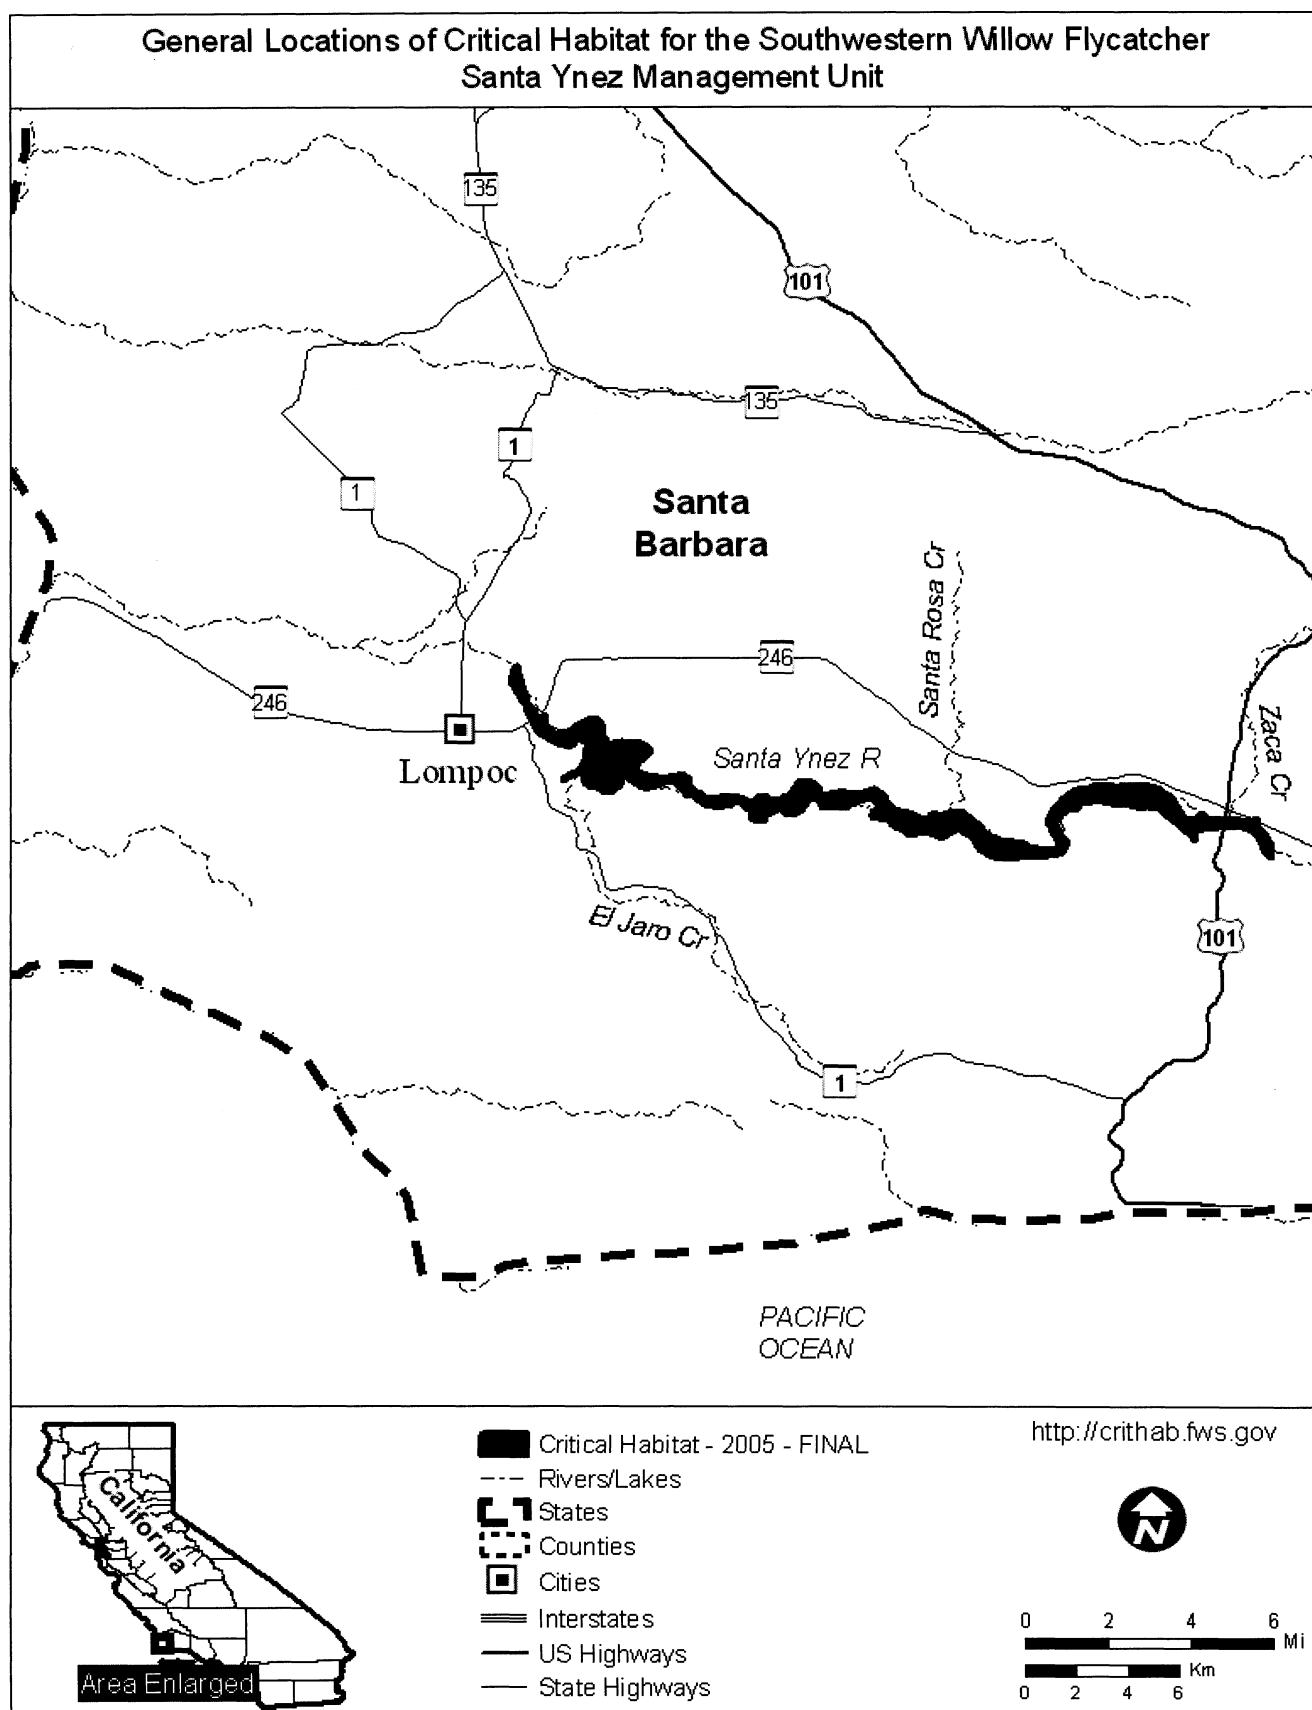 General Locations of Critical Habitat for the Southwestern Willow Flycatcher
Santa Ynez Management Unit
135
101
135
1
1
Santa
Barbara
Santa Rosa Cr
246
246
Zaca Cr
Santa Ynez R
Lompoc
El Jaro Cr
101
1
PACIFIC
OCEAN
California
Area Enlarged
Critical Habitat - 2005 - FINAL
Rivers/Lakes
States
Counties
Cities
Interstates
US Highways
State Highways
http://crithab.fws.gov
N
0 2 4 6
Mi
Km
0 2 4 6